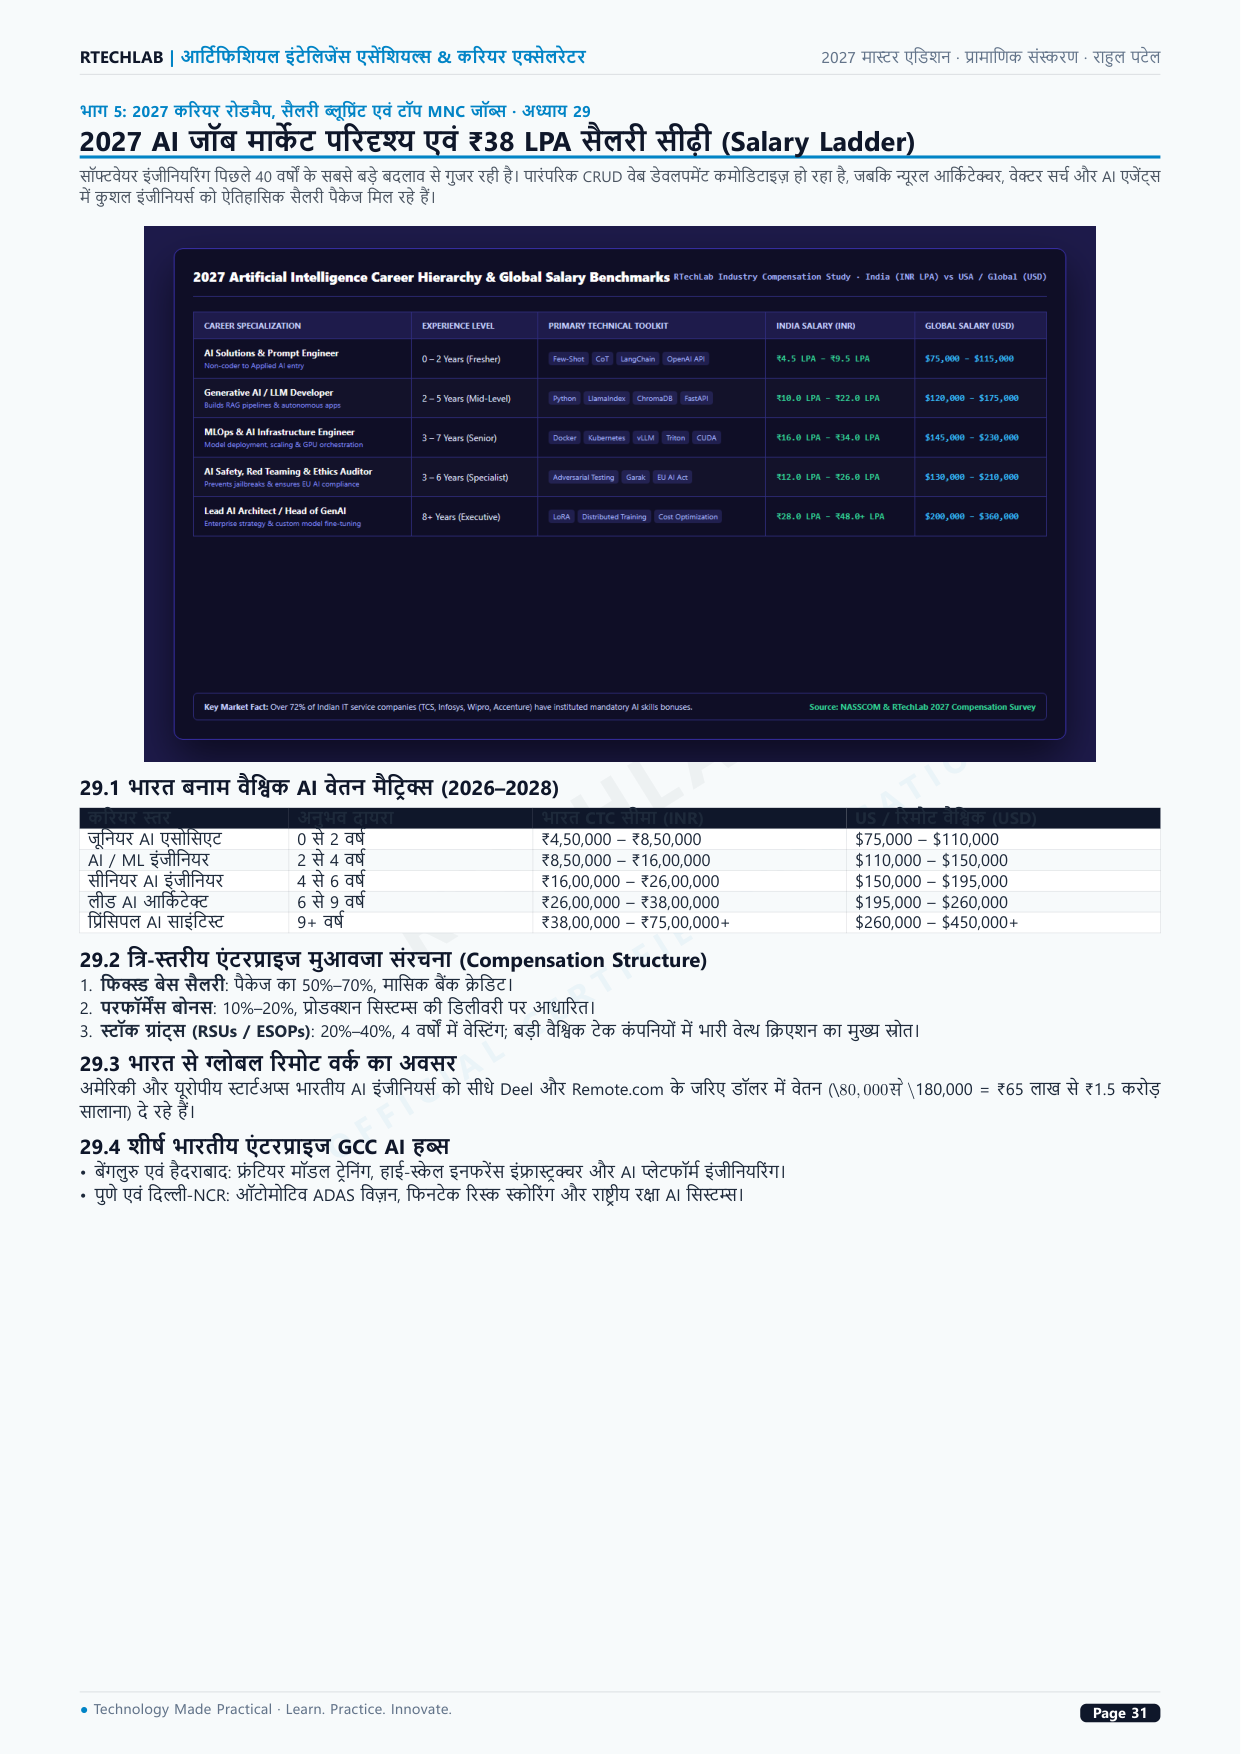 RTECHLAB | आर्टिफिशियल इंटेलिजेंस एसेंशियल्स & करियर एक्सेलरेटर
2027 मास्टर एडिशन · प्रामाणिक संस्करण · राहुल पटेल
भाग 5: 2027 करियर रोडमैप, सैलरी ब्लूप्रिंट एवं टॉप MNC जॉब्स · अध्याय 29
2027 AI जॉब मार्केट परिदृश्य एवं ₹38 LPA सैलरी सीढ़ी (Salary Ladder)
सॉफ्टवेयर इंजीनियरिंग पिछले 40 वर्षों के सबसे बड़े बदलाव से गुजर रही है। पारंपरिक CRUD वेब डेवलपमेंट कमोडिटाइज़ हो रहा है, जबकि न्यूरल आर्किटेक्चर, वेक्टर सर्च और AI एजेंट्स
में कुशल इंजीनियर्स को ऐतिहासिक सैलरी पैकेज मिल रहे हैं।
2027 Artificial Intelligence Career Hierarchy & Global Salary Benchmarks RTechLab Industry Compensation Study · India (INR LPA) vs USA / Global (USD)
CAREER SPECIALIZATION EXPERIENCE LEVEL PRIMARY TECHNICAL TOOLKIT INDIA SALARY (INR) GLOBAL SALARY (USD)
AI Solutions & Prompt Engineer 0 – 2 Years (Fresher) Few-Shot CoT LangChain OpenAI API ₹4.5 LPA – ₹9.5 LPA $75,000 – $115,000
Non-coder to Applied AI entry
Generative AI / LLM Developer 2 – 5 Years (Mid-Level) Python LlamaIndex ChromaDB FastAPI ₹10.0 LPA – ₹22.0 LPA $120,000 – $175,000
Builds RAG pipelines & autonomous apps
MLOps & AI Infrastructure Engineer 3 – 7 Years (Senior) Docker Kubernetes vLLM Triton CUDA ₹16.0 LPA – ₹34.0 LPA $145,000 – $230,000
Model deployment, scaling & GPU orchestration
AI Safety, Red Teaming & Ethics Auditor 3 – 6 Years (Specialist) Adversarial Testing Garak EU AI Act ₹12.0 LPA – ₹26.0 LPA $130,000 – $210,000
Prevents jailbreaks & ensures EU AI compliance
Lead AI Architect / Head of GenAI 8+ Years (Executive) LoRA Distributed Training Cost Optimization ₹28.0 LPA – ₹48.0+ LPA $200,000 – $360,000
Enterprise strategy & custom model fine-tuning
Key Market Fact: Over 72% of Indian IT service companies (TCS, Infosys, Wipro, Accenture) have instituted mandatory AI skills bonuses. Source: NASSCOM & RTechLab 2027 Compensation Survey
29.1 भारत बनाम वैश्विक AI वेतन मैट्रिक्स (2026–2028)
करियर स्तर अनुभव दायरा भारत CTC सीमा (INR) US / रिमोट वैश्विक (USD)
जूनियर AI एसोसिएट 0 से 2 वर्ष ₹4,50,000 – ₹8,50,000 $75,000 – $110,000
AI / ML इंजीनियर 2 से 4 वर्ष ₹8,50,000 – ₹16,00,000 $110,000 – $150,000
सीनियर AI इंजीनियर 4 से 6 वर्ष ₹16,00,000 – ₹26,00,000 $150,000 – $195,000
लीड AI आर्किटेक्ट 6 से 9 वर्ष ₹26,00,000 – ₹38,00,000 $195,000 – $260,000
प्रिंसिपल AI साइंटिस्ट 9+ वर्ष ₹38,00,000 – ₹75,00,000+ $260,000 – $450,000+
29.2 त्रि-स्तरीय एंटरप्राइज मुआवजा संरचना (Compensation Structure)
1. फिक्स्ड बेस सैलरी: पैकेज का 50%–70%, मासिक बैंक क्रेडिट।
2. परफॉर्मेंस बोनस: 10%–20%, प्रोडक्शन सिस्टम्स की डिलीवरी पर आधारित।
3. स्टॉक ग्रांट्स (RSUs / ESOPs): 20%–40%, 4 वर्षों में वेस्टिंग; बड़ी वैश्विक टेक कंपनियों में भारी वेल्थ क्रिएशन का मुख्य स्रोत।
29.3 भारत से ग्लोबल रिमोट वर्क का अवसर
अमेरिकी और यूरोपीय स्टार्टअप्स भारतीय AI इंजीनियर्स को सीधे Deel और Remote.com के जरिए डॉलर में वेतन (\80,000से \180,000 = ₹65 लाख से ₹1.5 करोड़
सालाना) दे रहे हैं।
29.4 शीर्ष भारतीय एंटरप्राइज GCC AI हब्स
• बेंगलुरु एवं हैदराबाद: फ्रंटियर मॉडल ट्रेनिंग, हाई-स्केल इनफरेंस इंफ्रास्ट्रक्चर और AI प्लेटफॉर्म इंजीनियरिंग।
• पुणे एवं दिल्ली-NCR: ऑटोमोटिव ADAS विज़न, फिनटेक रिस्क स्कोरिंग और राष्ट्रीय रक्षा AI सिस्टम्स।
• Technology Made Practical · Learn. Practice. Innovate.
Page 31